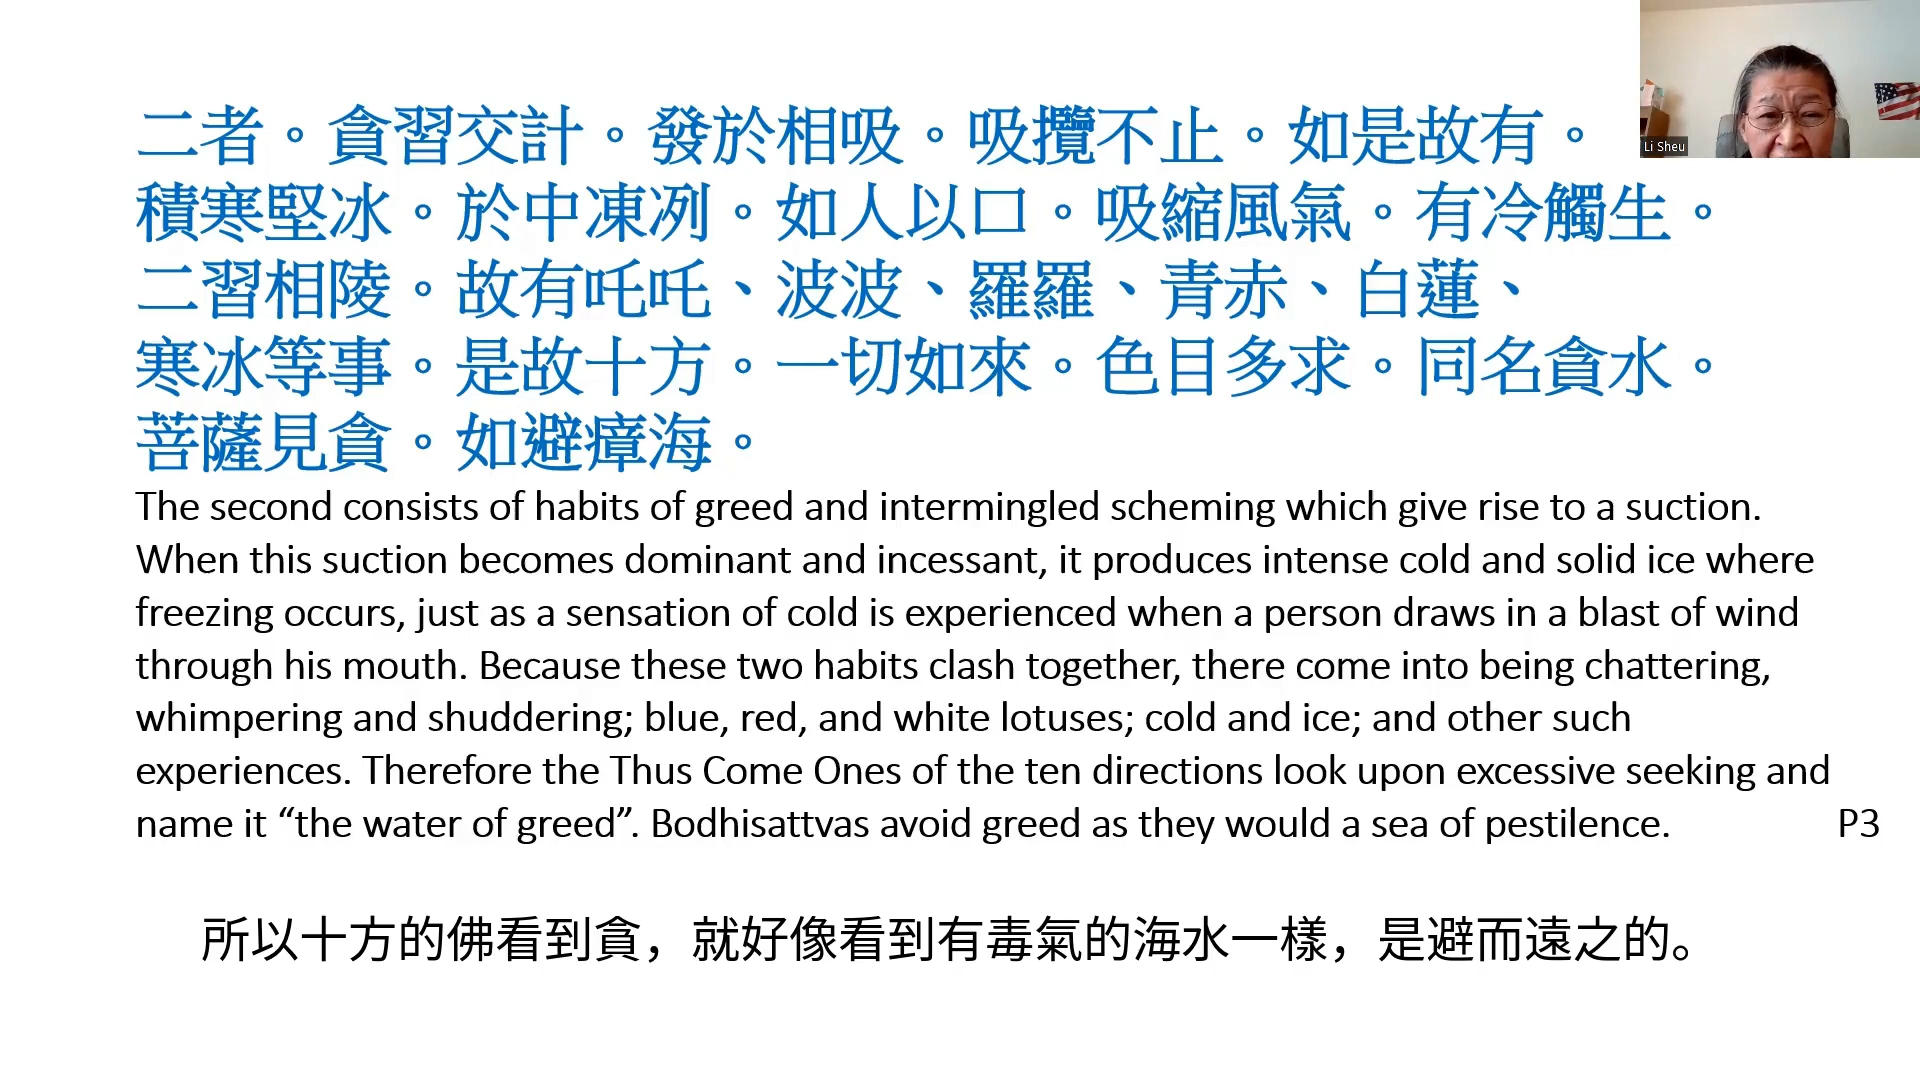 二者。貪習交計。發於相吸。吸攬不止。如是故有。
積寒堅冰。於中凍冽。如人以口。吸縮風氣。有冷觸生。
二習相陵。故有吒吒、波波、羅羅、青赤、白蓮、
寒冰等事。是故十方。一切如來。色目多求。同名貪水。
菩薩見貪。如避瘴海。
The second consists of habits of greed and intermingled scheming which give rise to a suction.
When this suction becomes dominant and incessant, it produces intense cold and solid ice where
freezing occurs, just as a sensation of cold is experienced when a person draws in a blast of wind
through his mouth. Because these two habits clash together, there come into being chattering,
whimpering and shuddering; blue, red, and white lotuses; cold and ice; and other such
experiences. Therefore the Thus Come Ones of the ten directions look upon excessive seeking and
name it “the water of greed”. Bodhisattvas avoid greed as they would a sea of pestilence. P3
所以十方的佛看到貪，就好像看到有毒氣的海水一樣，是避而遠之的。
Li Sheu